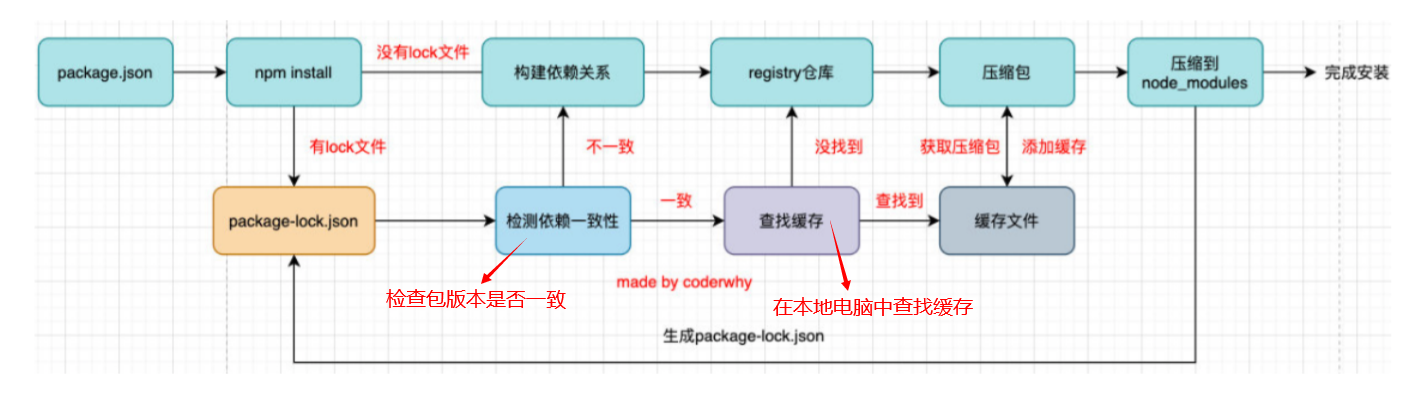 package.json
npm install
没有lock文件
构建依赖关系
registry仓库
压缩包
压缩到
node_modules
完成安装
有lock文件
不一致
没找到
获取压缩包
添加缓存
package-lock.json
检测依赖一致性
一致
查找缓存
查找到
缓存文件
检查包版本是否一致
made by coderwhy
在本地电脑中查找缓存
生成package-lock.json